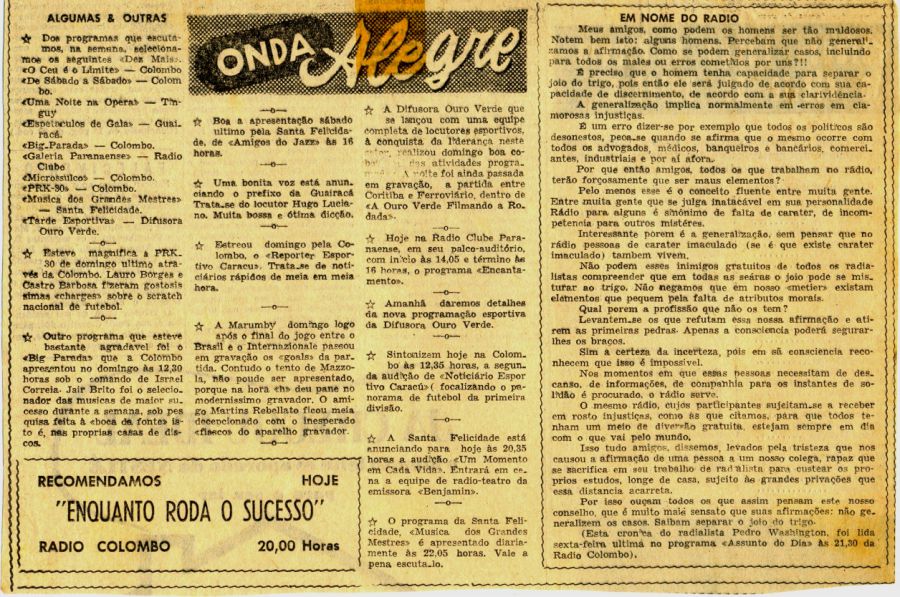 ALGUMAS & OUTRAS
☆ Dos programas que escuta-
mos, na semana, seleciona-
mos os seguintes «Dez Mais».
«O Ceu é o Limite» — Colombo
«De Sábado a Sábado» — Colom
bo.
«Uma Noite na Opera» — Tin-
guy
«Espetaculos de Gala» — Guai-
racá.
«Big-Parada» — Colombo.
«Galeria Paranaense» — Radio
Clube
«Microssulco» — Colombo.
«PRK-30» — Colombo.
«Musica dos Grandes Mestres»
— Santa Felicidade.
«Tarde Esportiva» — Difusora
Ouro Verde.
—o—
☆ Esteve magnifica a PRK-
30 de domingo ultimo atra-
vés da Colombo. Lauro Borges e
Castro Barbosa fizeram gostosis
simas «charges» sobre o scratch
nacional de futebol.
—o—
☆ Outro programa que esteve
bastante agradavel foi o
«Big Parada» que a Colombo
apresentou no domingo às 12,30
horas sob o comando de Israel
Correia. Jair Brito foi o selecio-
nador das musicas de maior su-
cesso durante a semana, sob pes
quisa feita à «boca da fonte» is-
to é, nas proprias casas de dis-
cos.
ONDA Alegre
☆ Boa a apresentação sábado
ultimo pela Santa Felicida-
de, de «Amigos do Jazz» às 16
horas.
—o—
☆ Uma bonita voz está anun-
ciando o prefixo da Guairacá
Trata-se do locutor Hugo Lucia-
no. Muita bossa e ótima dicção.
—o—
☆ Estreou domingo pela Co-
lombo, o «Reporter Espor-
tivo Caracu». Trata-se de noti-
ciários rápidos de meia em meia
hora.
—o—
☆ A Marumby domingo logo
após o final do jogo entre o
Brasil e o Internazionale passou
em gravação os «goals» da par-
tida. Contudo o tento de Mazzo-
la, não poude ser apresentado,
porque na hora «h» deu pane no
modernissimo gravador. O ami-
go Martins Rebellato ficou meia
decepcionado com o inesperado
«fiasco» do aparelho gravador.
—o—
☆ A Difusora Ouro Verde que
se lançou com uma equipe
completa de locutores esportivos,
à conquista da liderança neste
setor, realizou domingo boa co-
das atividades progra-
A noite foi ainda passada
em gravação, a partida entre
Coritiba e Ferroviário, dentro de
«A Ouro Verde Filmando a Ro-
dada».
—o—
☆ Hoje na Radio Clube Para-
naense, em seu palco-auditório,
com início às 14,05 e término às
16 horas, o programa «Encanta-
mento».
—o—
☆ Amanhã daremos detalhes
da nova programação esportiva
da Difusora Ouro Verde.
—o—
☆ Sintonizem hoje na Colom-
bo às 12,35 horas, a segun-
da audição de «Noticiário Espor
tivo Caracú» ( focalizando o pa-
norama de futebol da primeira
divisão.
—o—
☆ A Santa Felicidade está
anunciando para hoje às 20,35
horas a audição «Um Momento
em Cada Vida». Entrará em ce-
na a equipe de radio-teatro da
emissora «Benjamin».
—o—
☆ O programa da Santa Feli-
cidade, «Musica dos Grandes
Mestres» é apresentado diaria-
mente às 22,05 horas. Vale a
pena escuta-lo.
RECOMENDAMOS HOJE
"ENQUANTO RODA O SUCESSO"
RADIO COLOMBO 20,00 Horas
EM NOME DO RADIO
Meus amigos, como podem os homens ser tão maldosos.
Notem bem isto: alguns homens. Percebam que não generali-
zamos a afirmação. Como se podem generalizar casos, incluindo
para todos os males ou erros cometidos por uns?!!
É preciso que o homem tenha capacidade para separar o
joio do trigo, pois então ele será julgado de acordo com sua ca-
pacidade de discernimento, de acordo com a sua clarividência.
A generalização implica normalmente em erros em cla-
morosas injustiças.
É um erro dizer-se por exemplo que todos os politicos são
desonestos, peca-se quando se afirma que o mesmo ocorre com
todos os advogados, médicos, banqueiros e bancários, comerci-
antes, industriais e por aí afora.
Por que então amigos, todos os que trabalham no rádio,
terão forçosamente que ser maus elementos?
Pelo menos esse é o conceito fluente entre muita gente.
Entre muita gente que se julga inatacável em sua personalidade
Rádio para alguns é sinônimo de falta de carater, de incom-
petencia para outros mistéres.
Interessante porém é a generalização, sem pensar que no
rádio pessoas de carater imaculado (se é que existe carater
imaculado) tambem vivem.
Não podem esses inimigos gratuitos de todos os radia-
listas compreender que em todas as seáras o joio pode se mis-
turar ao trigo. Não negamos que em nosso «metier» existam
elementos que pequem pela falta de atributos morais.
Qual porem a profissão que não os tem?
Levantem-se os que refutam essa nossa afirmação e ati-
rem as primeiras pedras. Apenas a consciencia poderá segurar-
lhes os braços.
Sim a certeza da incerteza, pois em sã consciencia reco-
nhecem que isso é impossivel.
Nos momentos em que essas pessoas necessitam de des-
canso, de informações, de companhia para os instantes de so-
lidão é procurado, o rádio serve.
O mesmo rádio, cujos participantes sujeitam-se a receber
em rosto injustiças, como às que citamos, para que todos te-
nham um meio de diversão gratuita, estejam sempre em dia
com o que vai pelo mundo.
Isso tudo amigos, dissemos, levados pela tristeza que nos
causou a afirmação de uma pessoa a um nosso colega, rapaz que
se sacrifica em seu trabalho de radialista para custear os pro-
prios estudos, longe de casa, sujeito às grandes privações que
essa distancia acarreta.
Por isso ouçam todos os que assim pensam este nosso
conselho, que é muito mais sensato que suas afirmações: não ge-
neralizem os casos. Saibam separar o joio do trigo.
(Esta cronica do radialista Pedro Washington, foi lida
sexta-feira ultima no programa «Assunto do Dia» às 21,30 da
Radio Colombo).